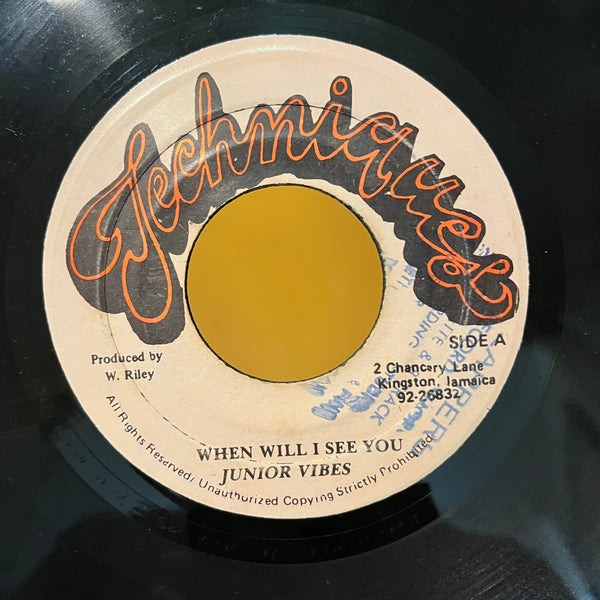 Techniques
SIDE A
Produced by
W. Riley
2 Chancery Lane
Kingston, Jamaica
92-26832
WHEN WILL I SEE YOU
JUNIOR VIBES
All Rights Reserved, Unauthorized Copying Strictly Prohibited